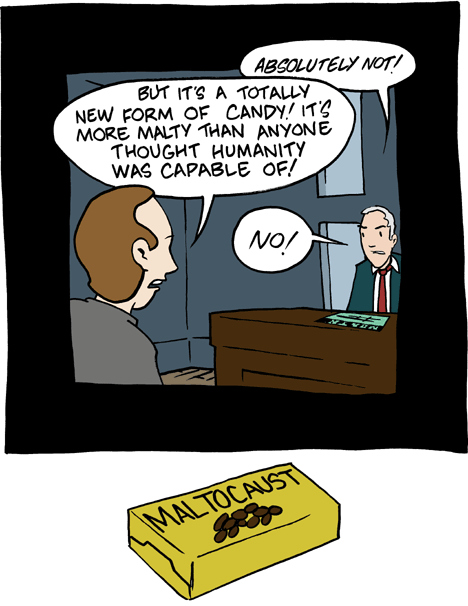 ABSOLUTELY NOT!
BUT IT'S A TOTALLY
NEW FORM OF CANDY! IT'S
MORE MALTY THAN ANYONE
THOUGHT HUMANITY
WAS CAPABLE OF!
NO!
MALTOCAUST